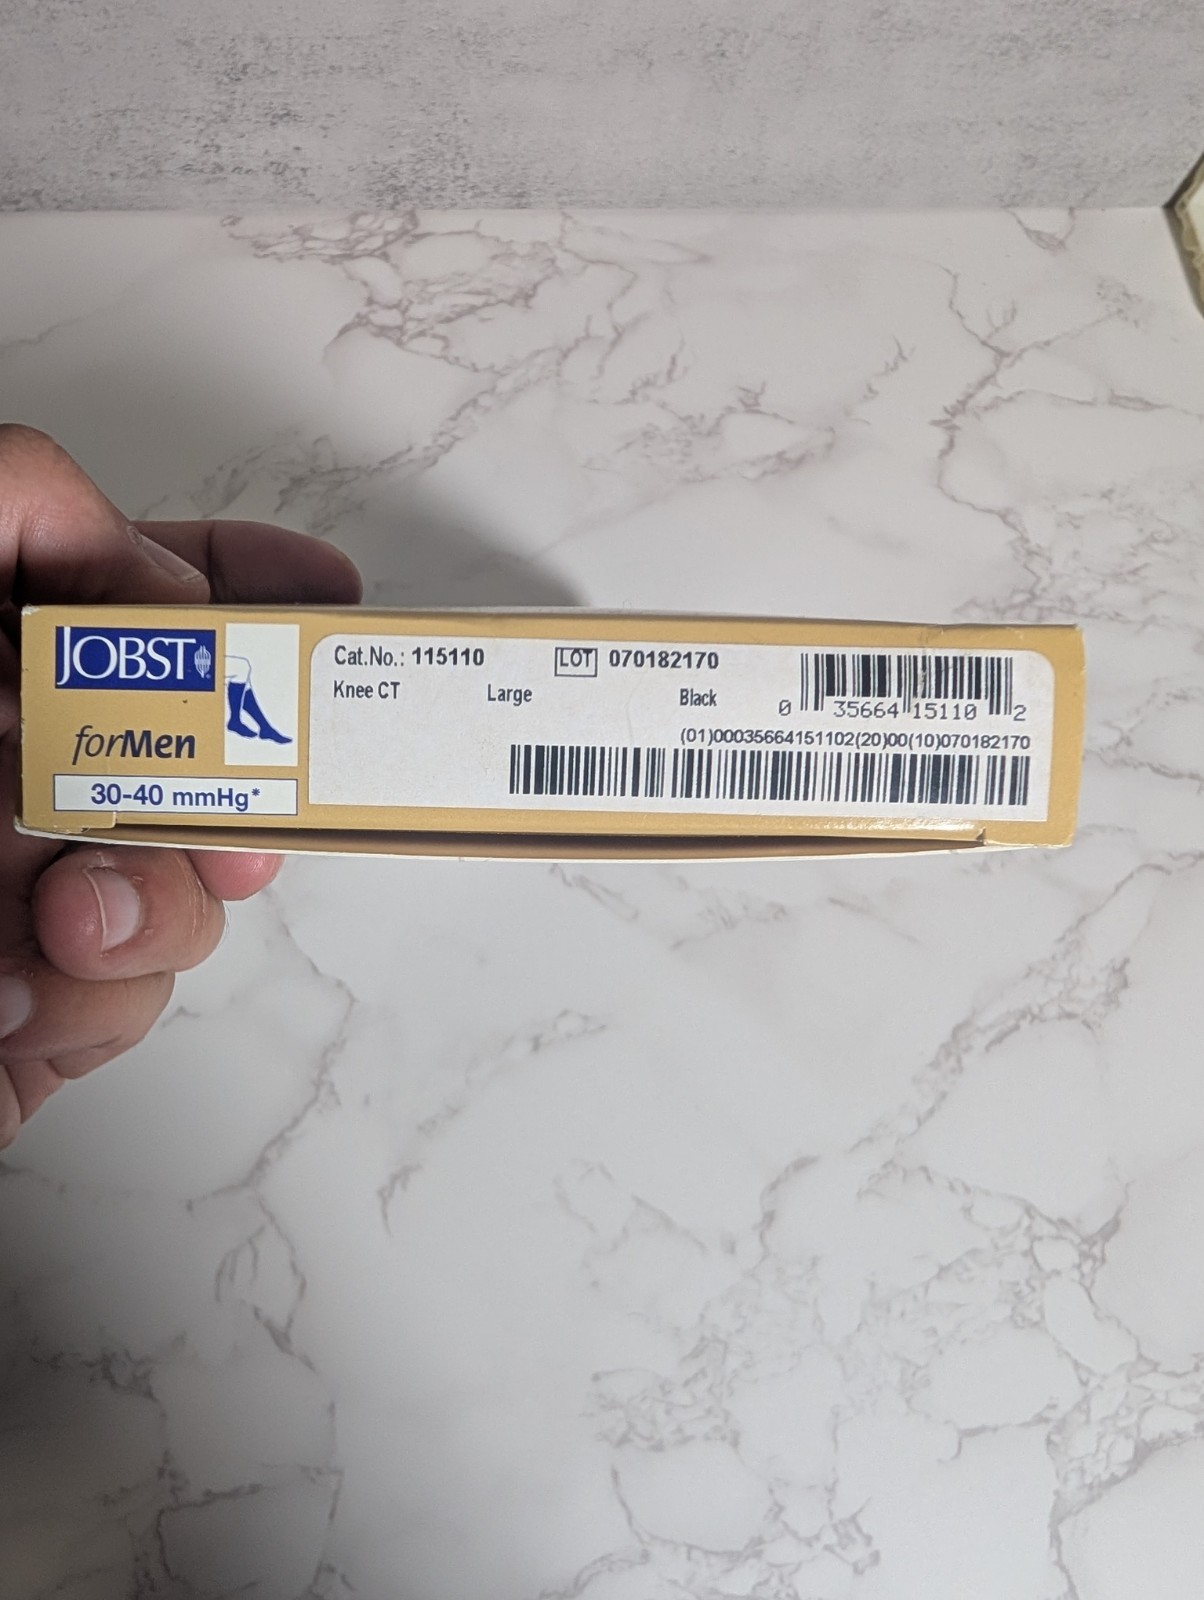 JOBST
forMen
30-40 mmHg*
Cat.No.: 115110 LOT 070182170
Knee CT Large Black
0 35664 15110 2
(01)00035664151102(20)00(10)070182170